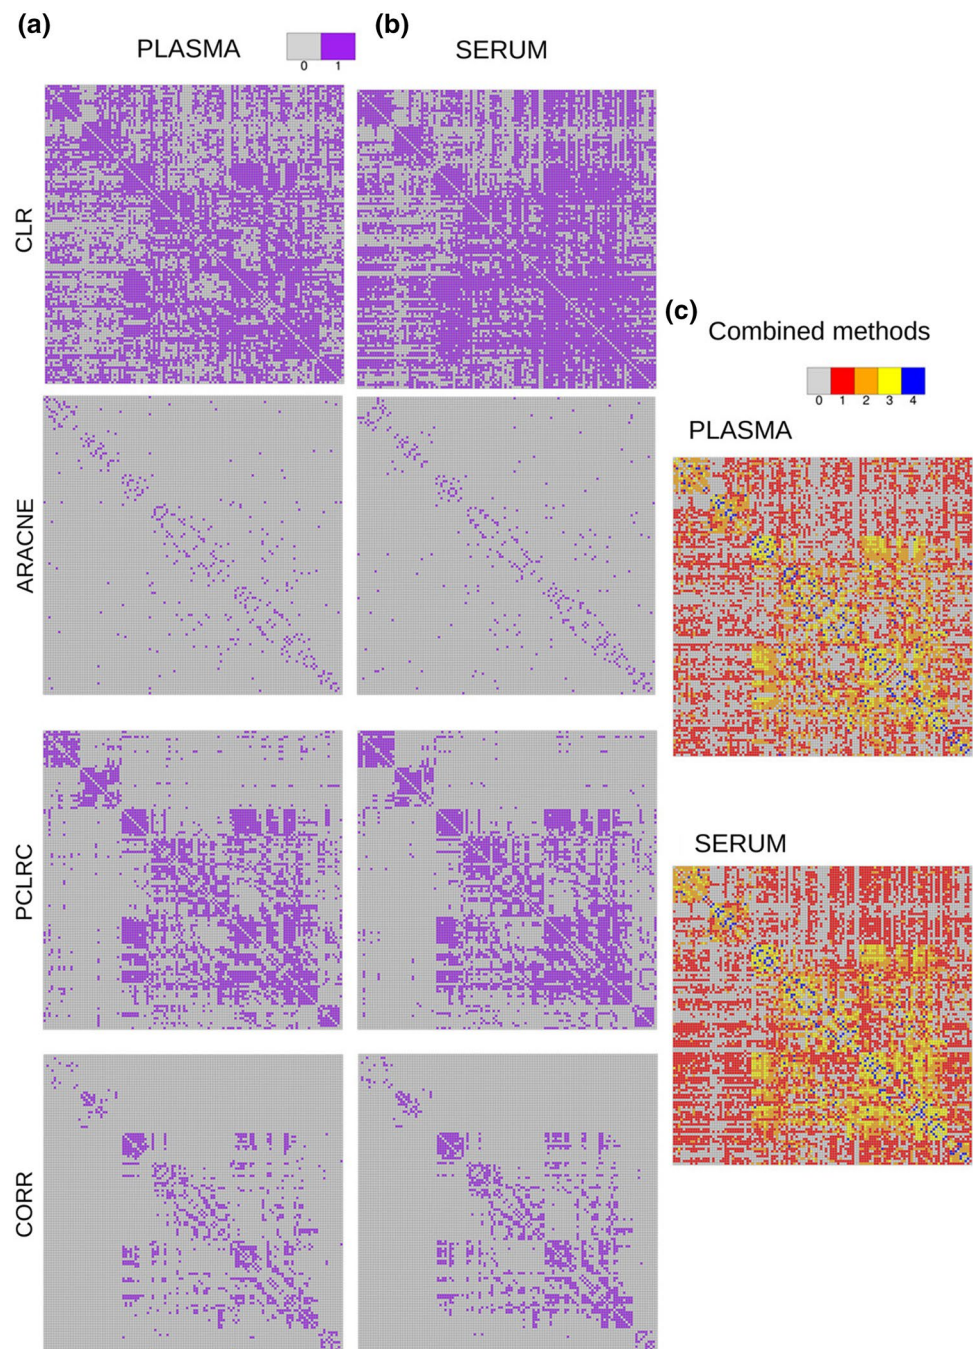 (a)
PLASMA
0 1
(b)
SERUM
CLR
ARACNE
PCLRC
CORR
(c)
Combined methods
0 1 2 3 4
PLASMA
SERUM